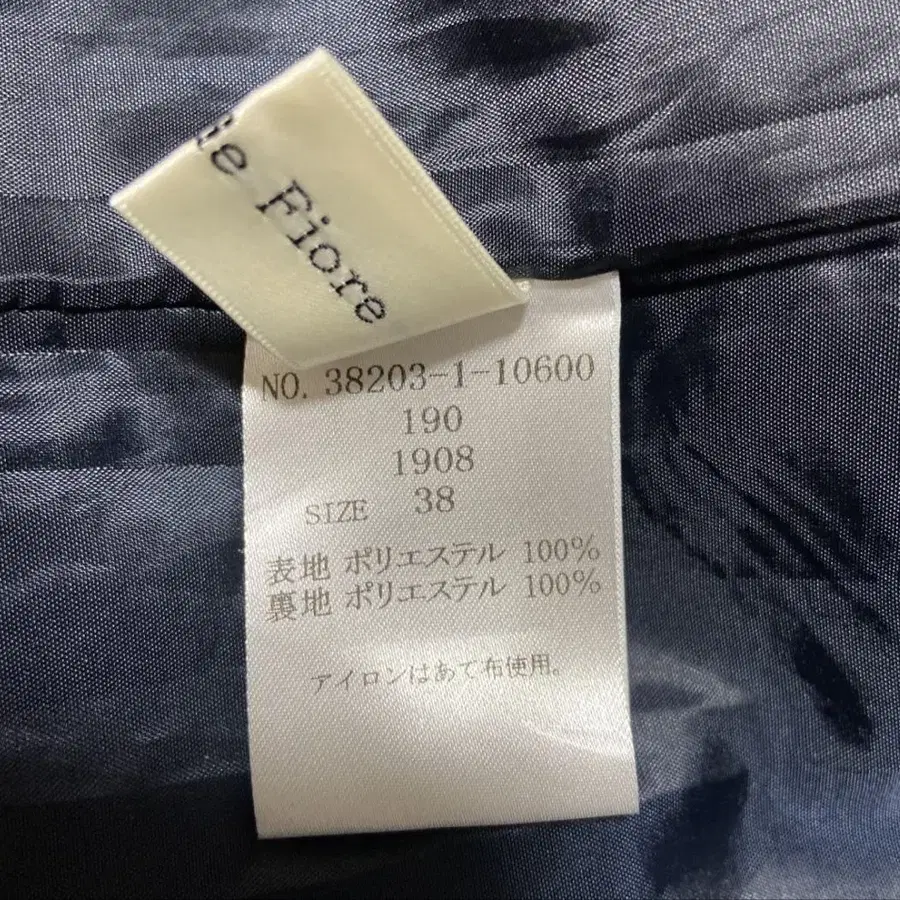 Fiore
NO. 38203-1-10600
190
1908
SIZE 38
表地 ポリエステル 100%
裏地 ポリエステル 100%
アイロンはあて布使用。